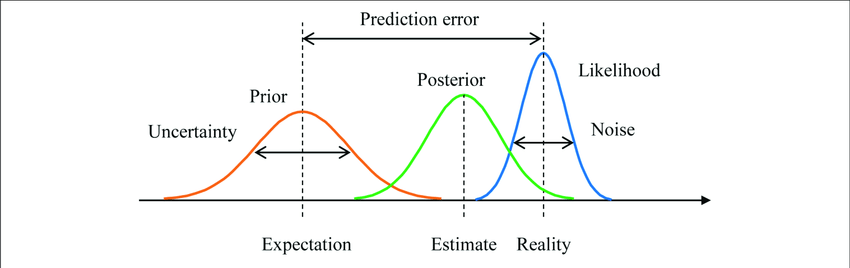 Prediction error
Likelihood
Posterior
Prior
Uncertainty
Noise
Expectation
Estimate
Reality